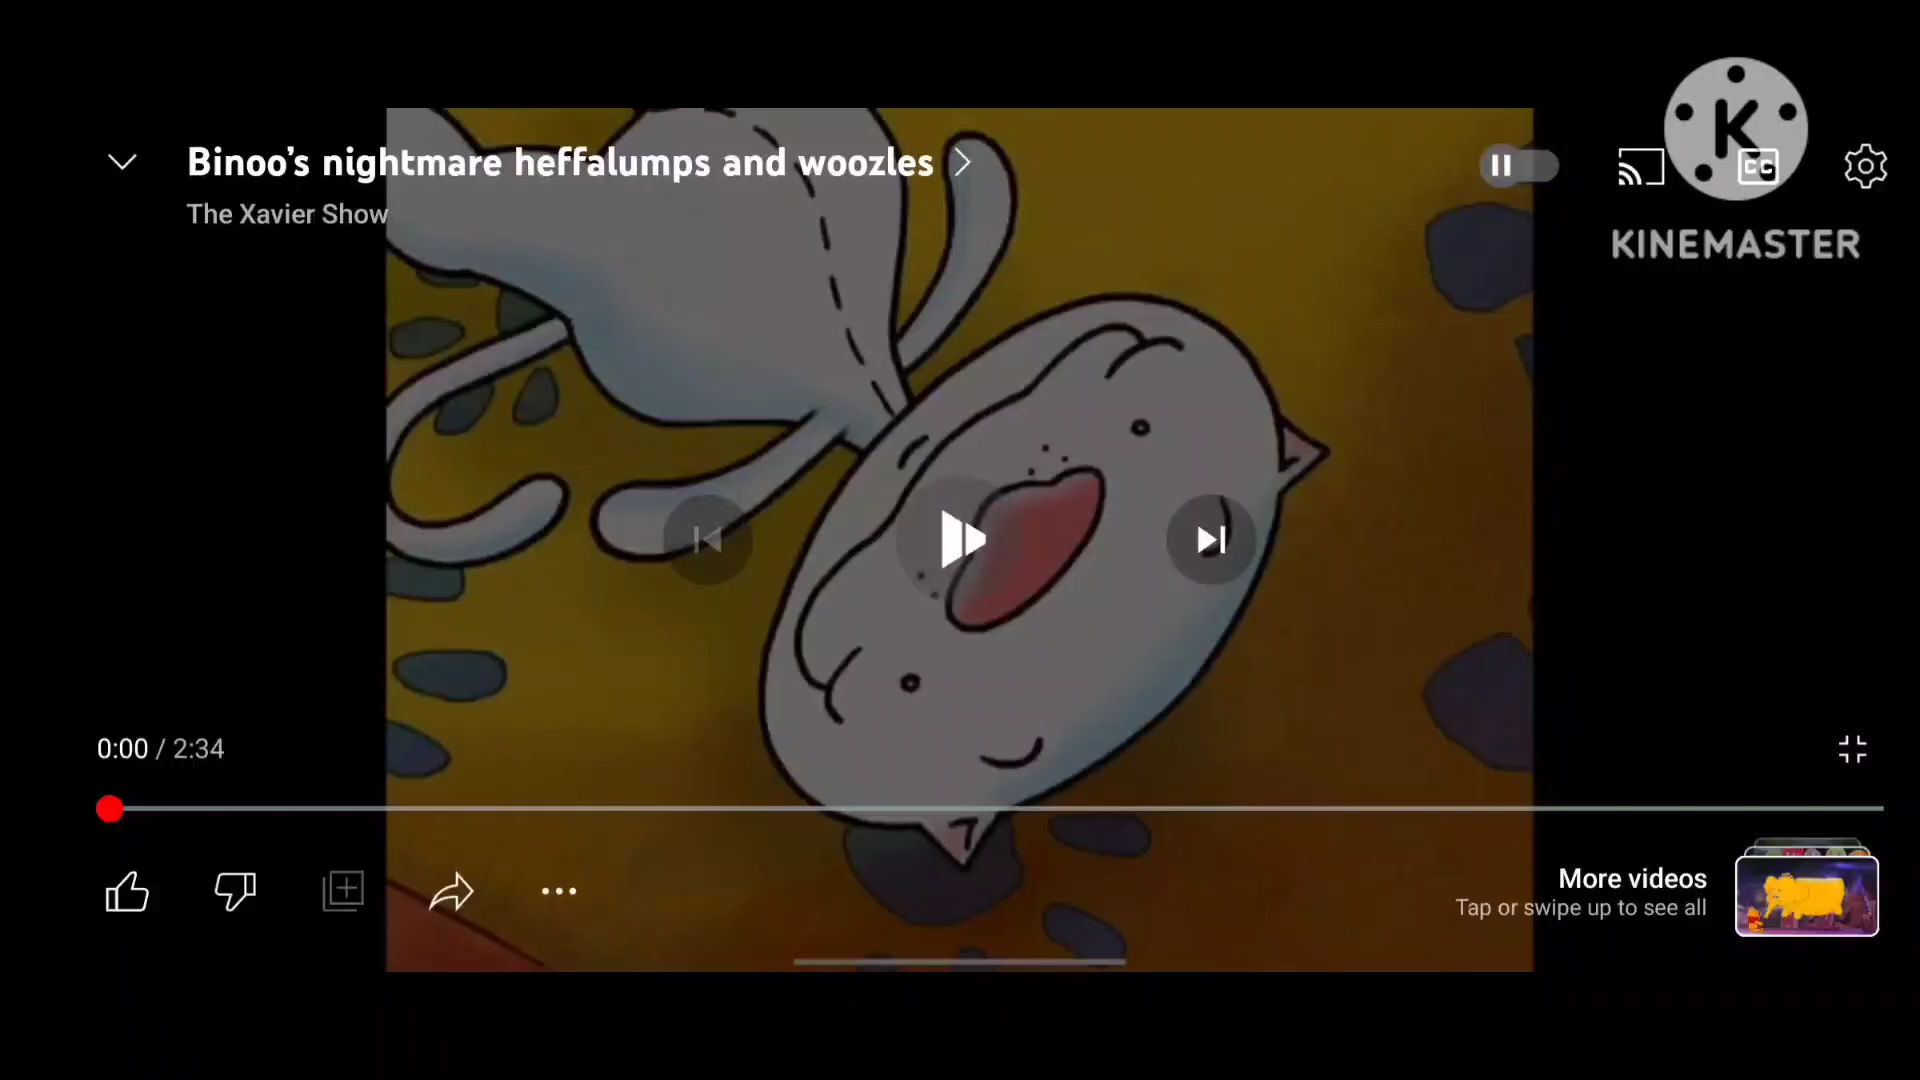 Binoo's nightmare heffalumps and woozles
The Xavier Show
K
CC
KINEMASTER
0:00 / 2:34
More videos
Tap or swipe up to see all